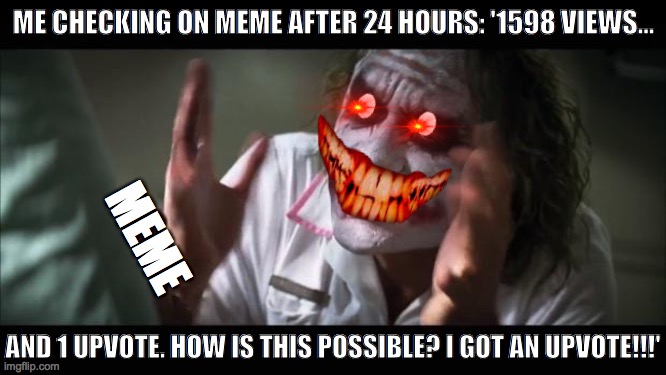 ME CHECKING ON MEME AFTER 24 HOURS: '1598 VIEWS...
MEME
AND 1 UPVOTE. HOW IS THIS POSSIBLE? I GOT AN UPVOTE!!!'
imgflip.com